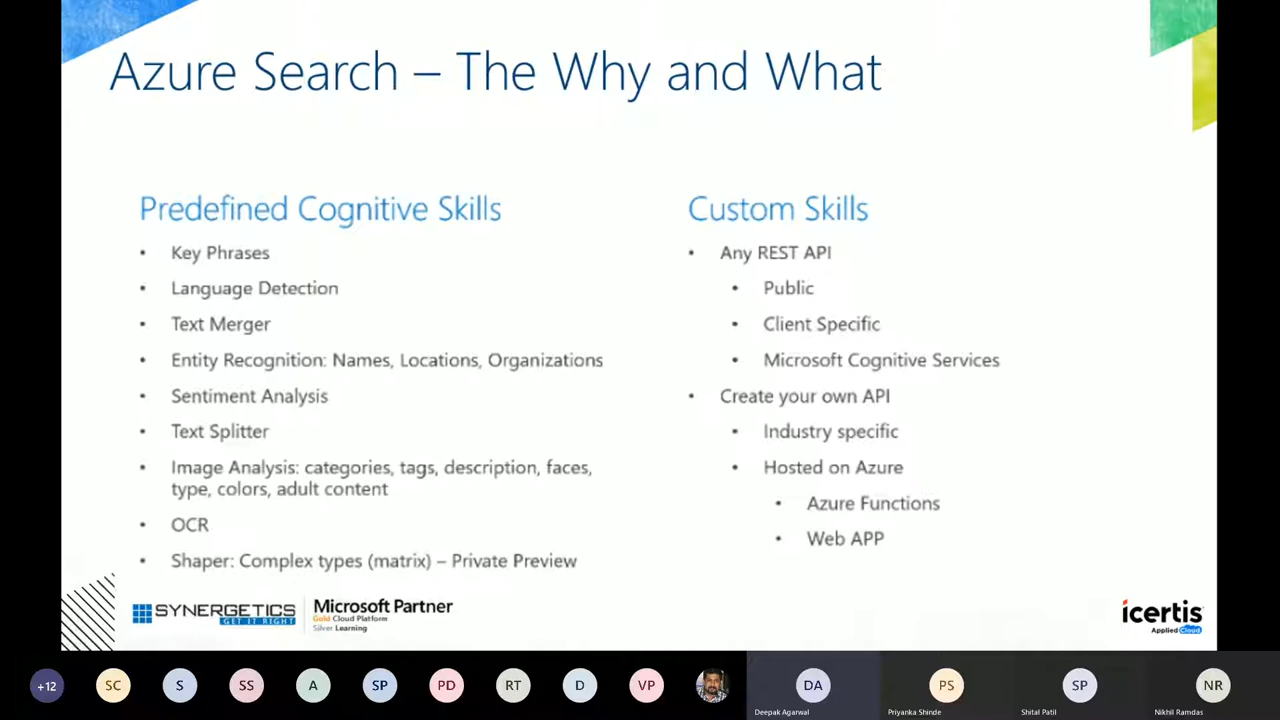 Azure Search – The Why and What
Predefined Cognitive Skills
• Key Phrases
• Language Detection
• Text Merger
• Entity Recognition: Names, Locations, Organizations
• Sentiment Analysis
• Text Splitter
• Image Analysis: categories, tags, description, faces,
type, colors, adult content
• OCR
• Shaper: Complex types (matrix) – Private Preview
Custom Skills
• Any REST API
• Public
• Client Specific
• Microsoft Cognitive Services
• Create your own API
• Industry specific
• Hosted on Azure
• Azure Functions
• Web APP
SYNERGETICS
GET IT RIGHT
Microsoft Partner
Gold Cloud Platform
Silver Learning
icertis
Applied Cloud
+12
SC
S
SS
A
SP
PD
RT
D
VP
DA
Deepak Agarwal
PS
Priyanka Shinde
SP
Shital Patil
NR
Nikhil Ramdas